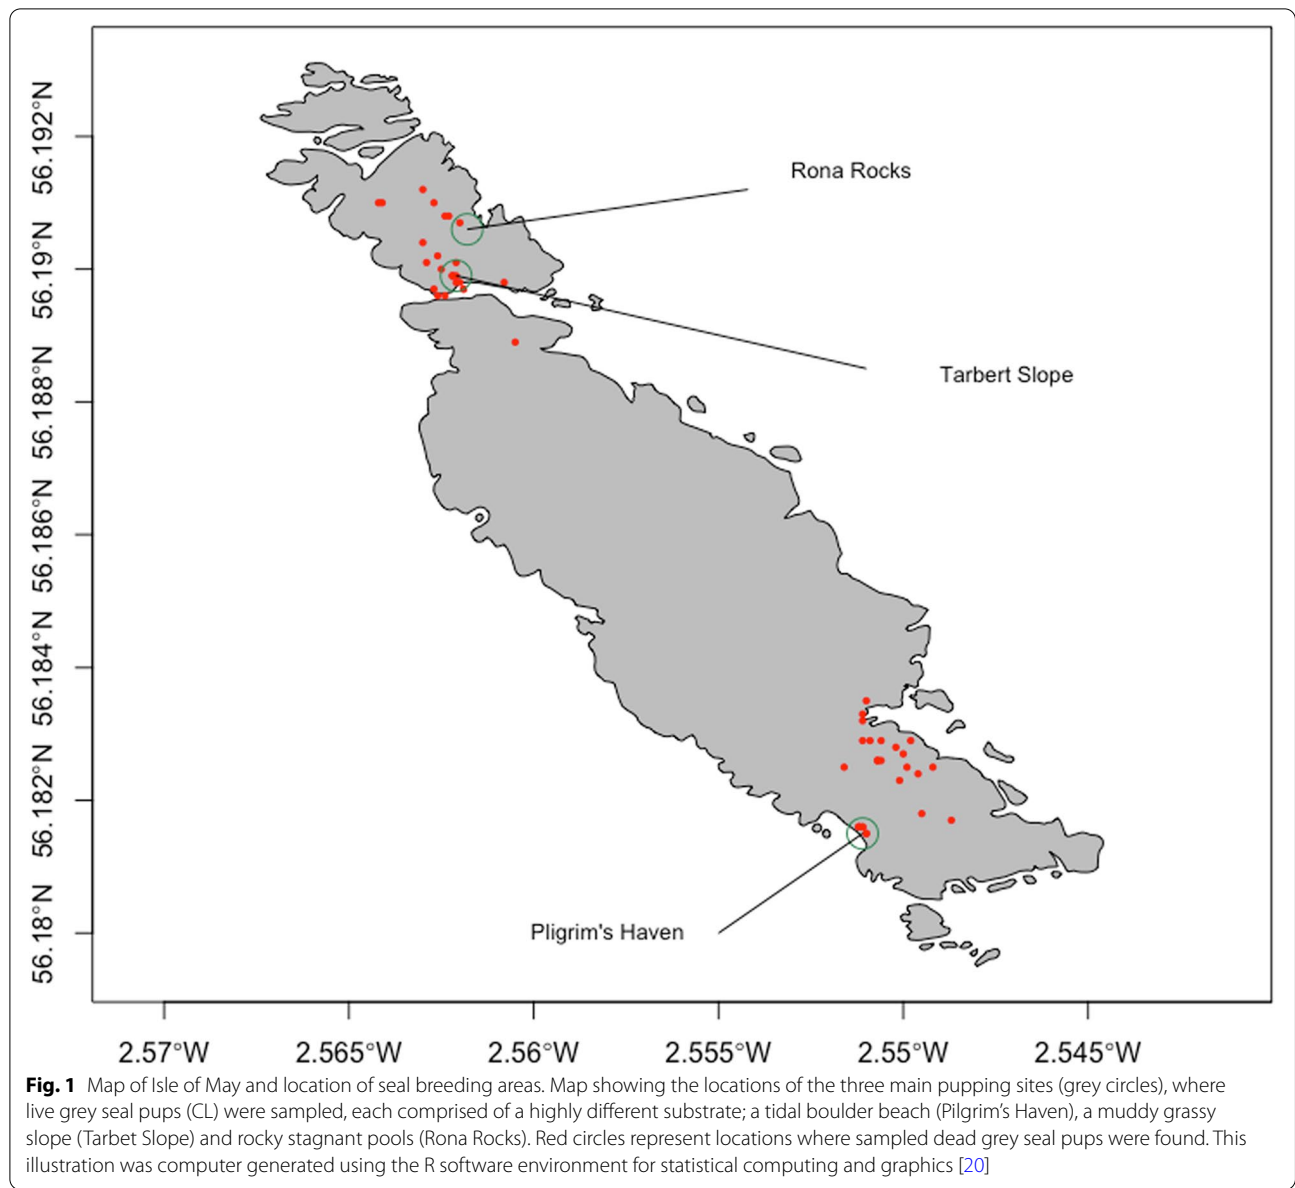 56.192°N
Rona Rocks
56.19°N
Tarbert Slope
56.188°N
56.186°N
56.184°N
56.182°N
Pligrim's Haven
56.18°N
2.57°W 2.565°W 2.56°W 2.555°W 2.55°W 2.545°W
Fig. 1 Map of Isle of May and location of seal breeding areas. Map showing the locations of the three main pupping sites (grey circles), where
live grey seal pups (CL) were sampled, each comprised of a highly different substrate; a tidal boulder beach (Pilgrim’s Haven), a muddy grassy
slope (Tarbet Slope) and rocky stagnant pools (Rona Rocks). Red circles represent locations where sampled dead grey seal pups were found. This
illustration was computer generated using the R software environment for statistical computing and graphics [20]